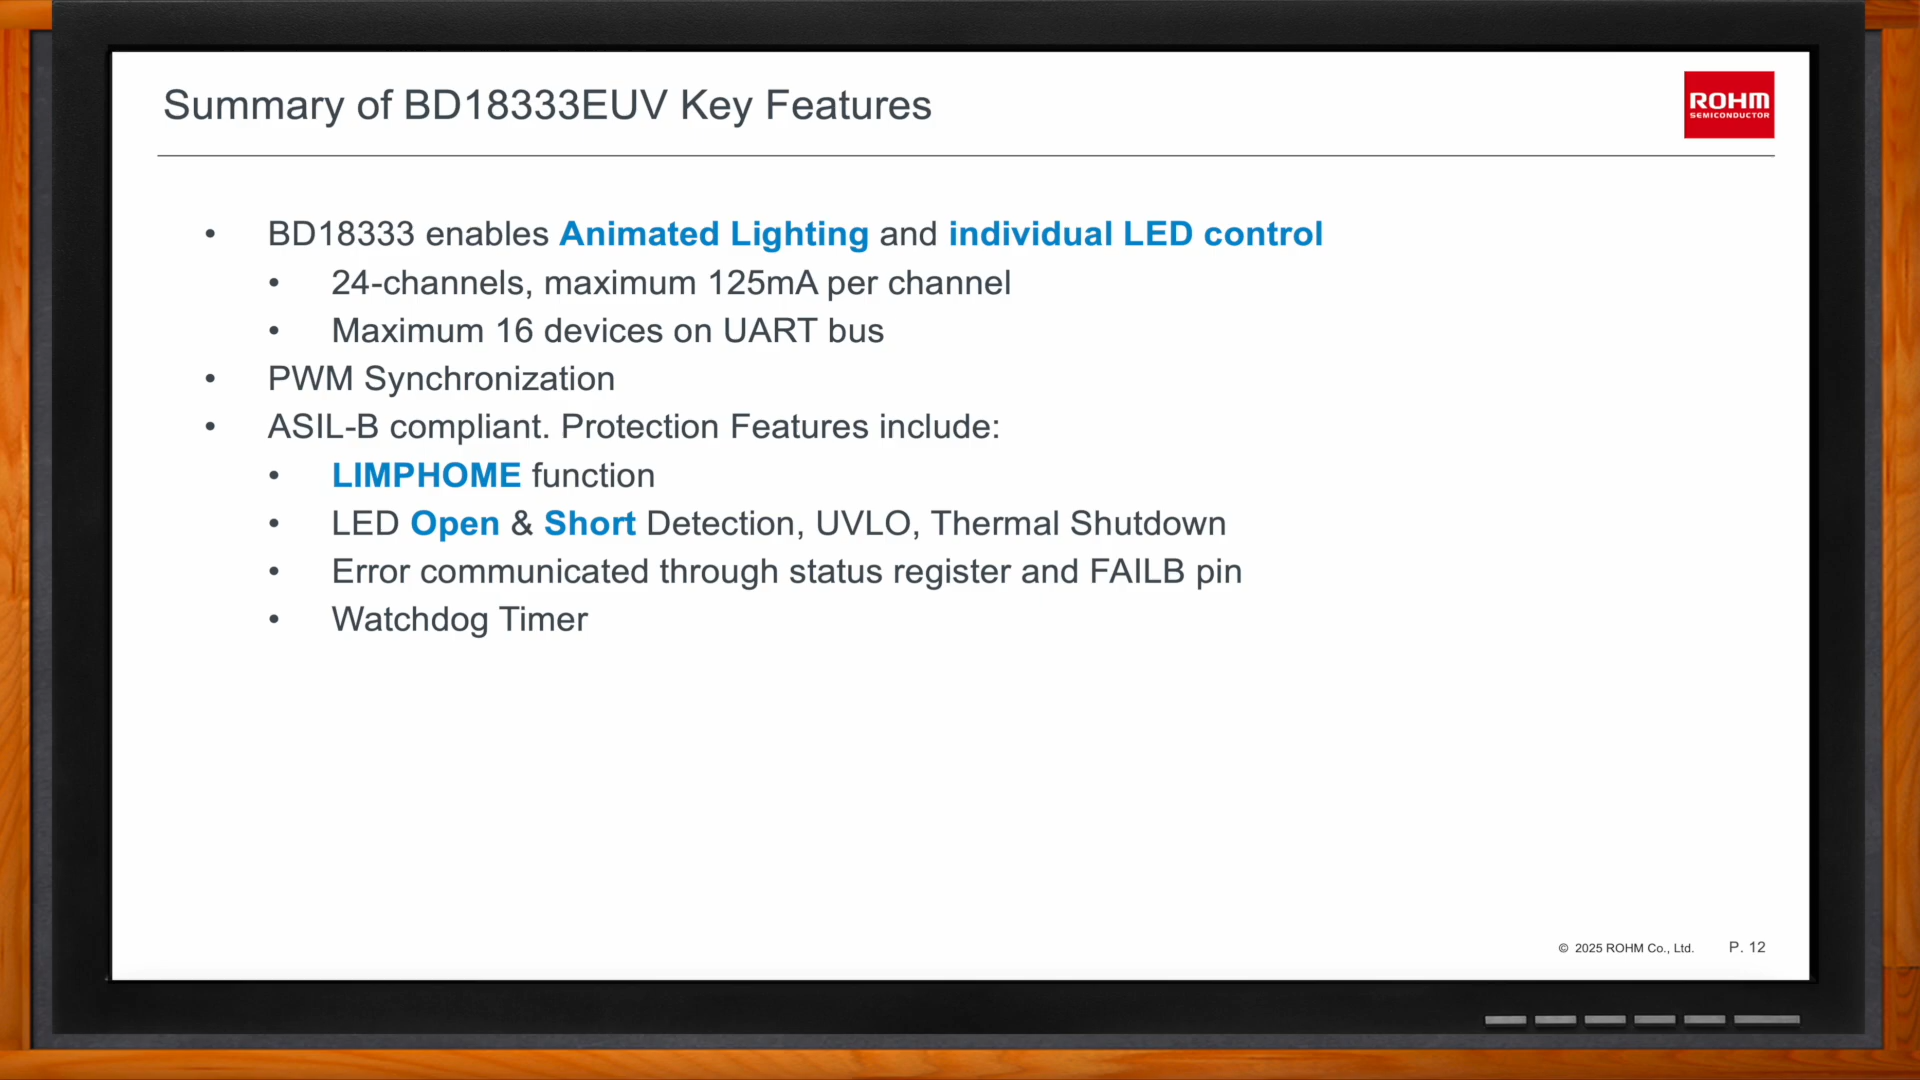 Summary of BD18333EUV Key Features
ROHM
SEMICONDUCTOR
• BD18333 enables Animated Lighting and individual LED control
• 24-channels, maximum 125mA per channel
• Maximum 16 devices on UART bus
• PWM Synchronization
• ASIL-B compliant. Protection Features include:
• LIMPHOME function
• LED Open & Short Detection, UVLO, Thermal Shutdown
• Error communicated through status register and FAILB pin
• Watchdog Timer
© 2025 ROHM Co., Ltd. P. 12